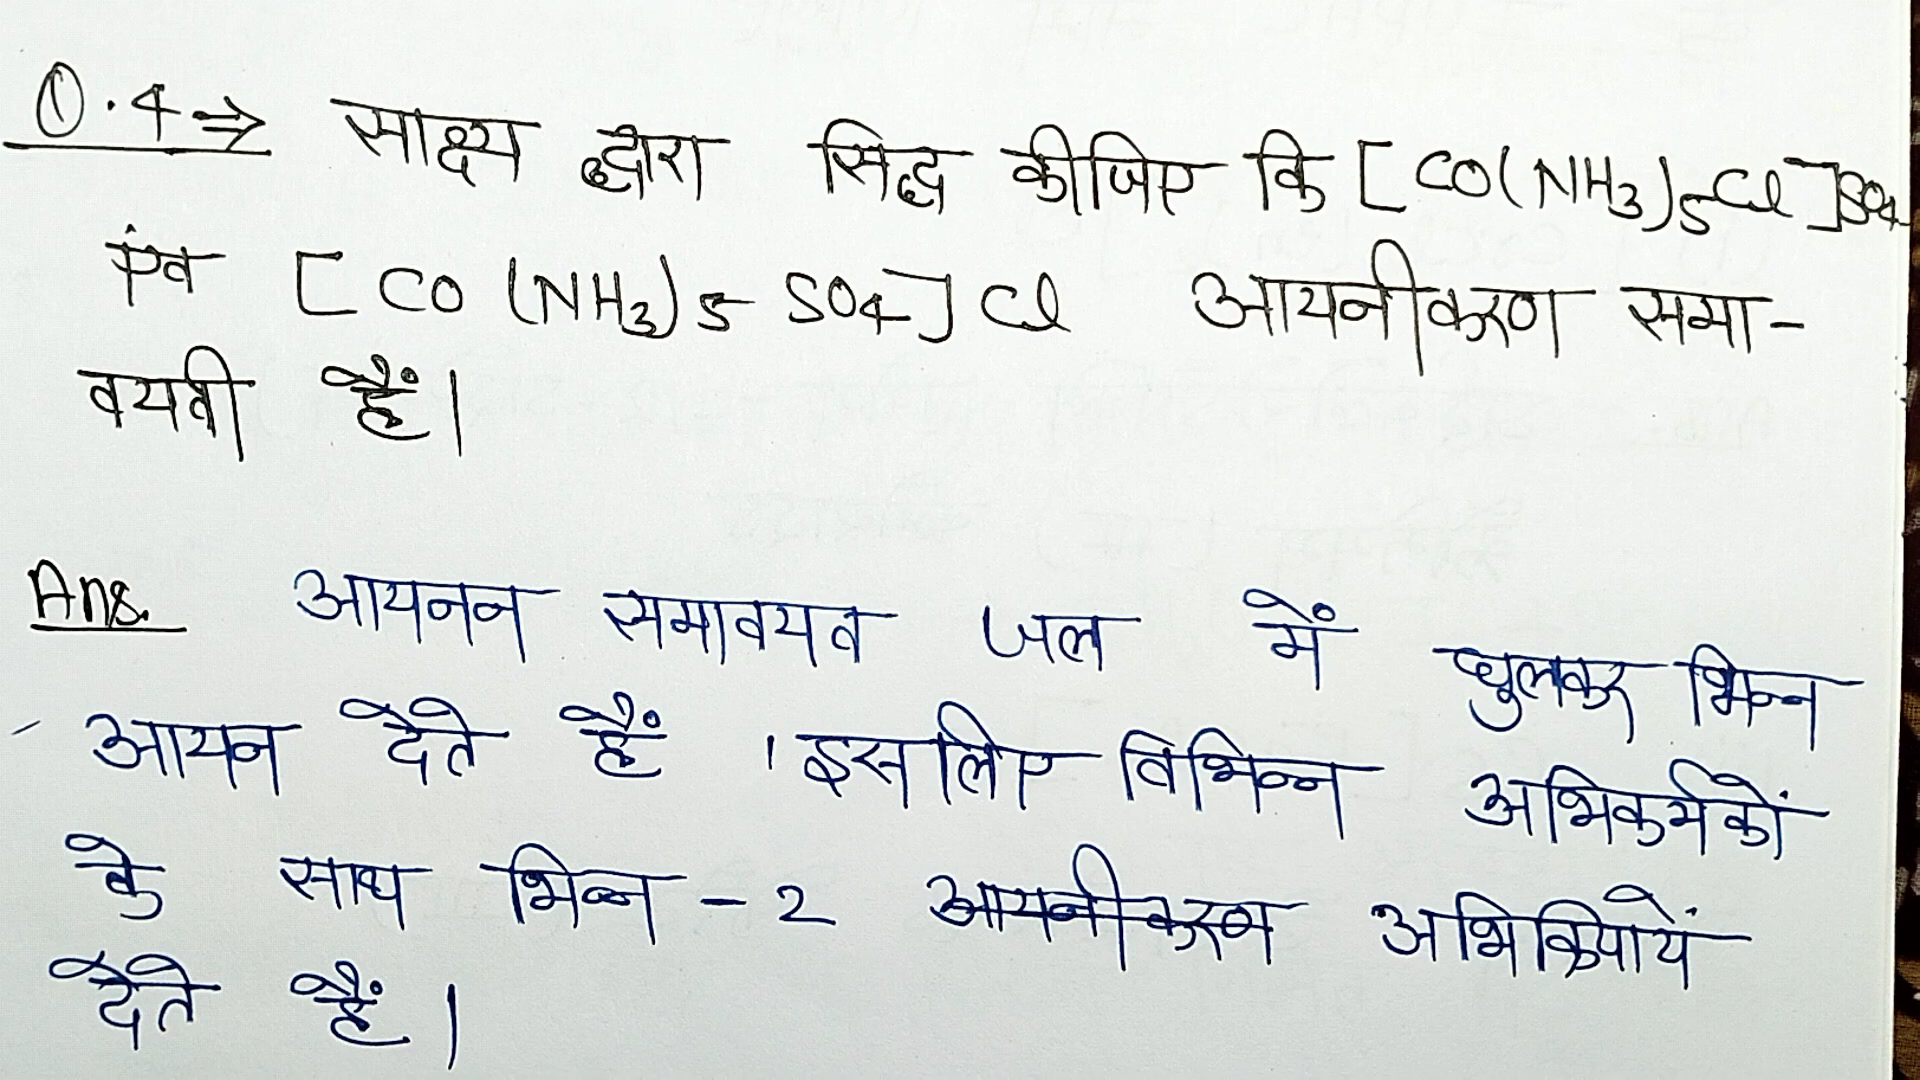 Q.4⇒ साक्ष्य द्वारा सिद्ध कीजिए कि [CO(NH3)5Cl]SO4
एंव [CO(NH3)5 SO4]Cl आयनीकरण समा-
वयवी हैं।
Ans. आयनन समावयव जल में घुलकर भिन्न
आयन देते हैं। इसलिए विभिन्न अभिकर्मकों
के साथ भिन्न-2 आयनीकरण अभिक्रियायें
देते हैं।